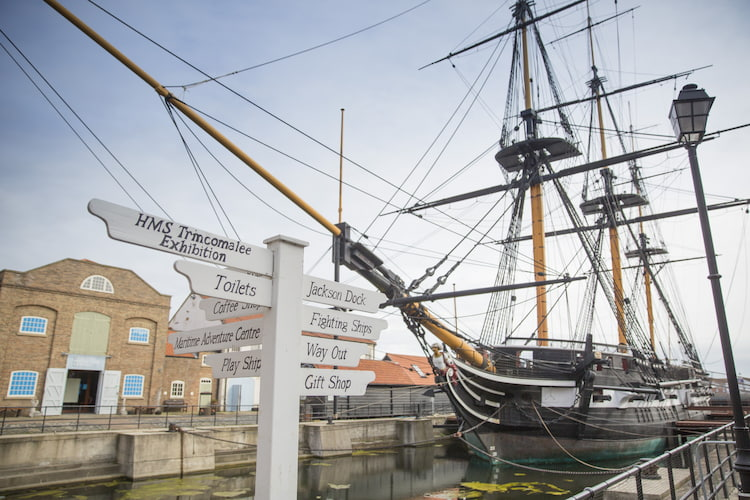 HMS Trincomalee
Exhibition
Toilets
Coffee Shop
Maritime Adventure Centre
Play Ship
Jackson Dock
Fighting Ships
Way Out
Gift Shop